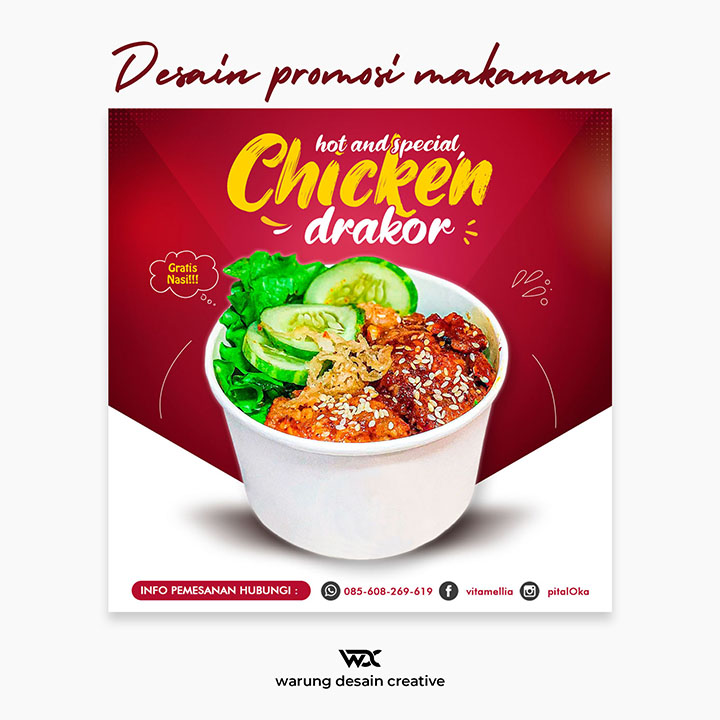 Desain promosi makanan
hot and special,
Chicken
drakor
Gratis
Nasi!!!
INFO PEMESANAN HUBUNGI :
085-608-269-619
vitamellia
pitalOka
WDC
warung desain creative